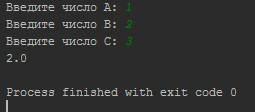 Введите число A: 1
Введите число B: 2
Введите число C: 3
2.0
Process finished with exit code 0